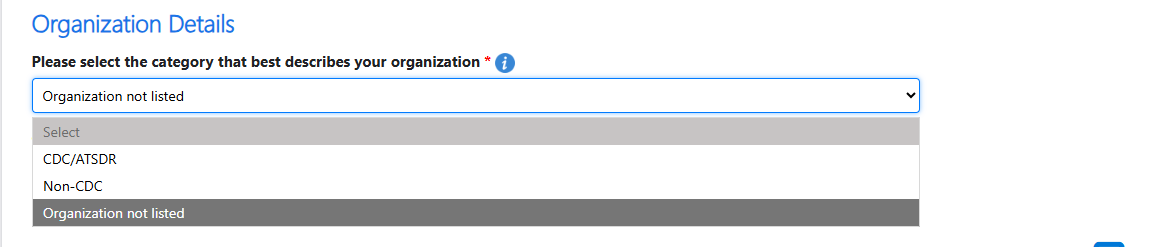 Organization Details
Please select the category that best describes your organization * i
Organization not listed
Select
CDC/ATSDR
Non-CDC
Organization not listed